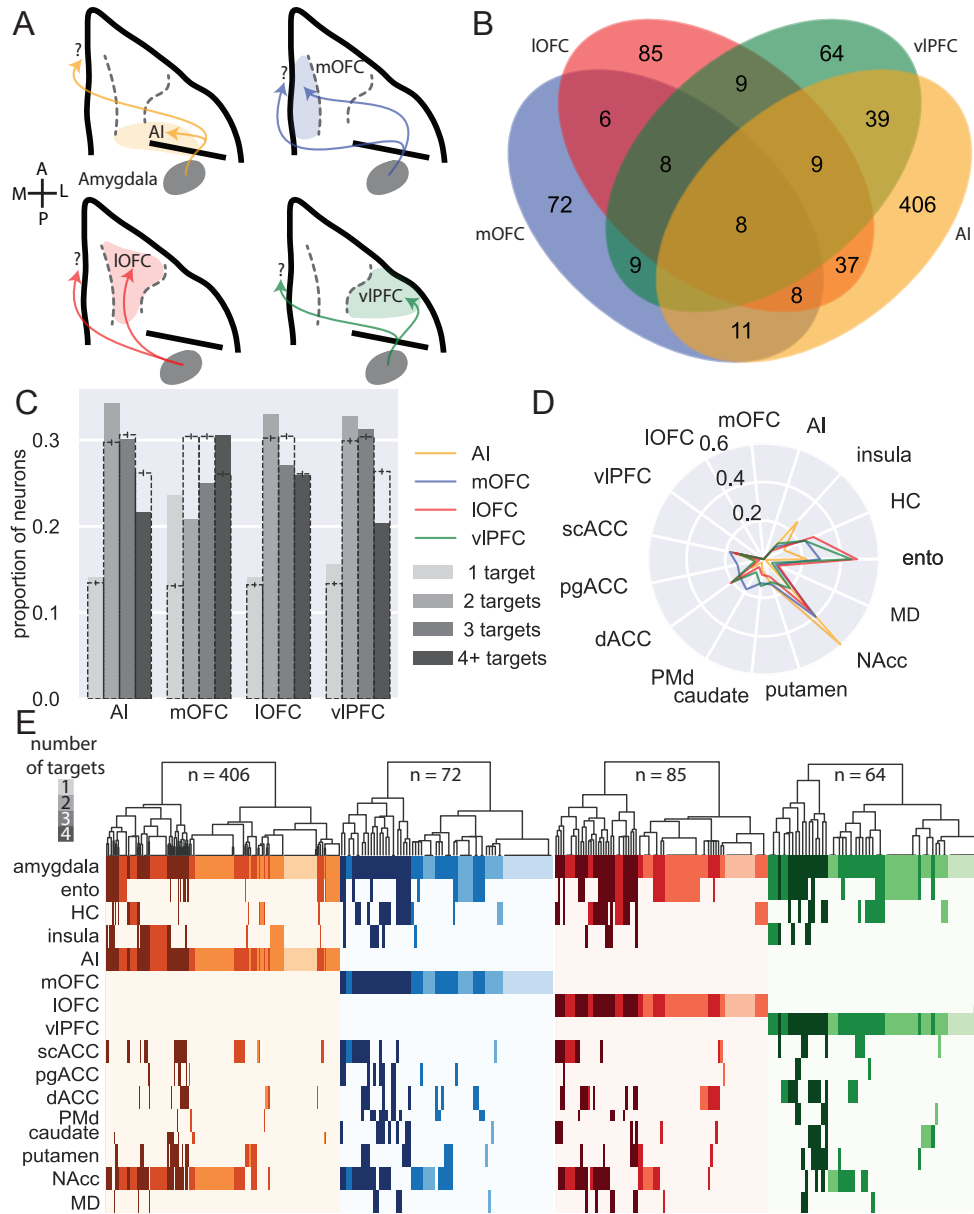 A
?
AI
Amygdala
?
mOFC
A
M L
P
?
lOFC
?
vlPFC
B
lOFC
85
9
64
vlPFC
6
39
8
9
72
406
8
mOFC
AI
9
37
8
11
C
proportion of neurons
0.3
0.2
0.1
0.0
AI
mOFC
lOFC
vlPFC
AI
mOFC
lOFC
vlPFC
1 target
2 targets
3 targets
4+ targets
D
mOFC
AI
insula
HC
ento
MD
NAcc
putamen
caudate
PMd
dACC
pgACC
scACC
vlPFC
lOFC
0.6
0.4
0.2
E
number
of targets
1
2
3
4
n = 406
n = 72
n = 85
n = 64
amygdala
ento
HC
insula
AI
mOFC
lOFC
vlPFC
scACC
pgACC
dACC
PMd
caudate
putamen
NAcc
MD